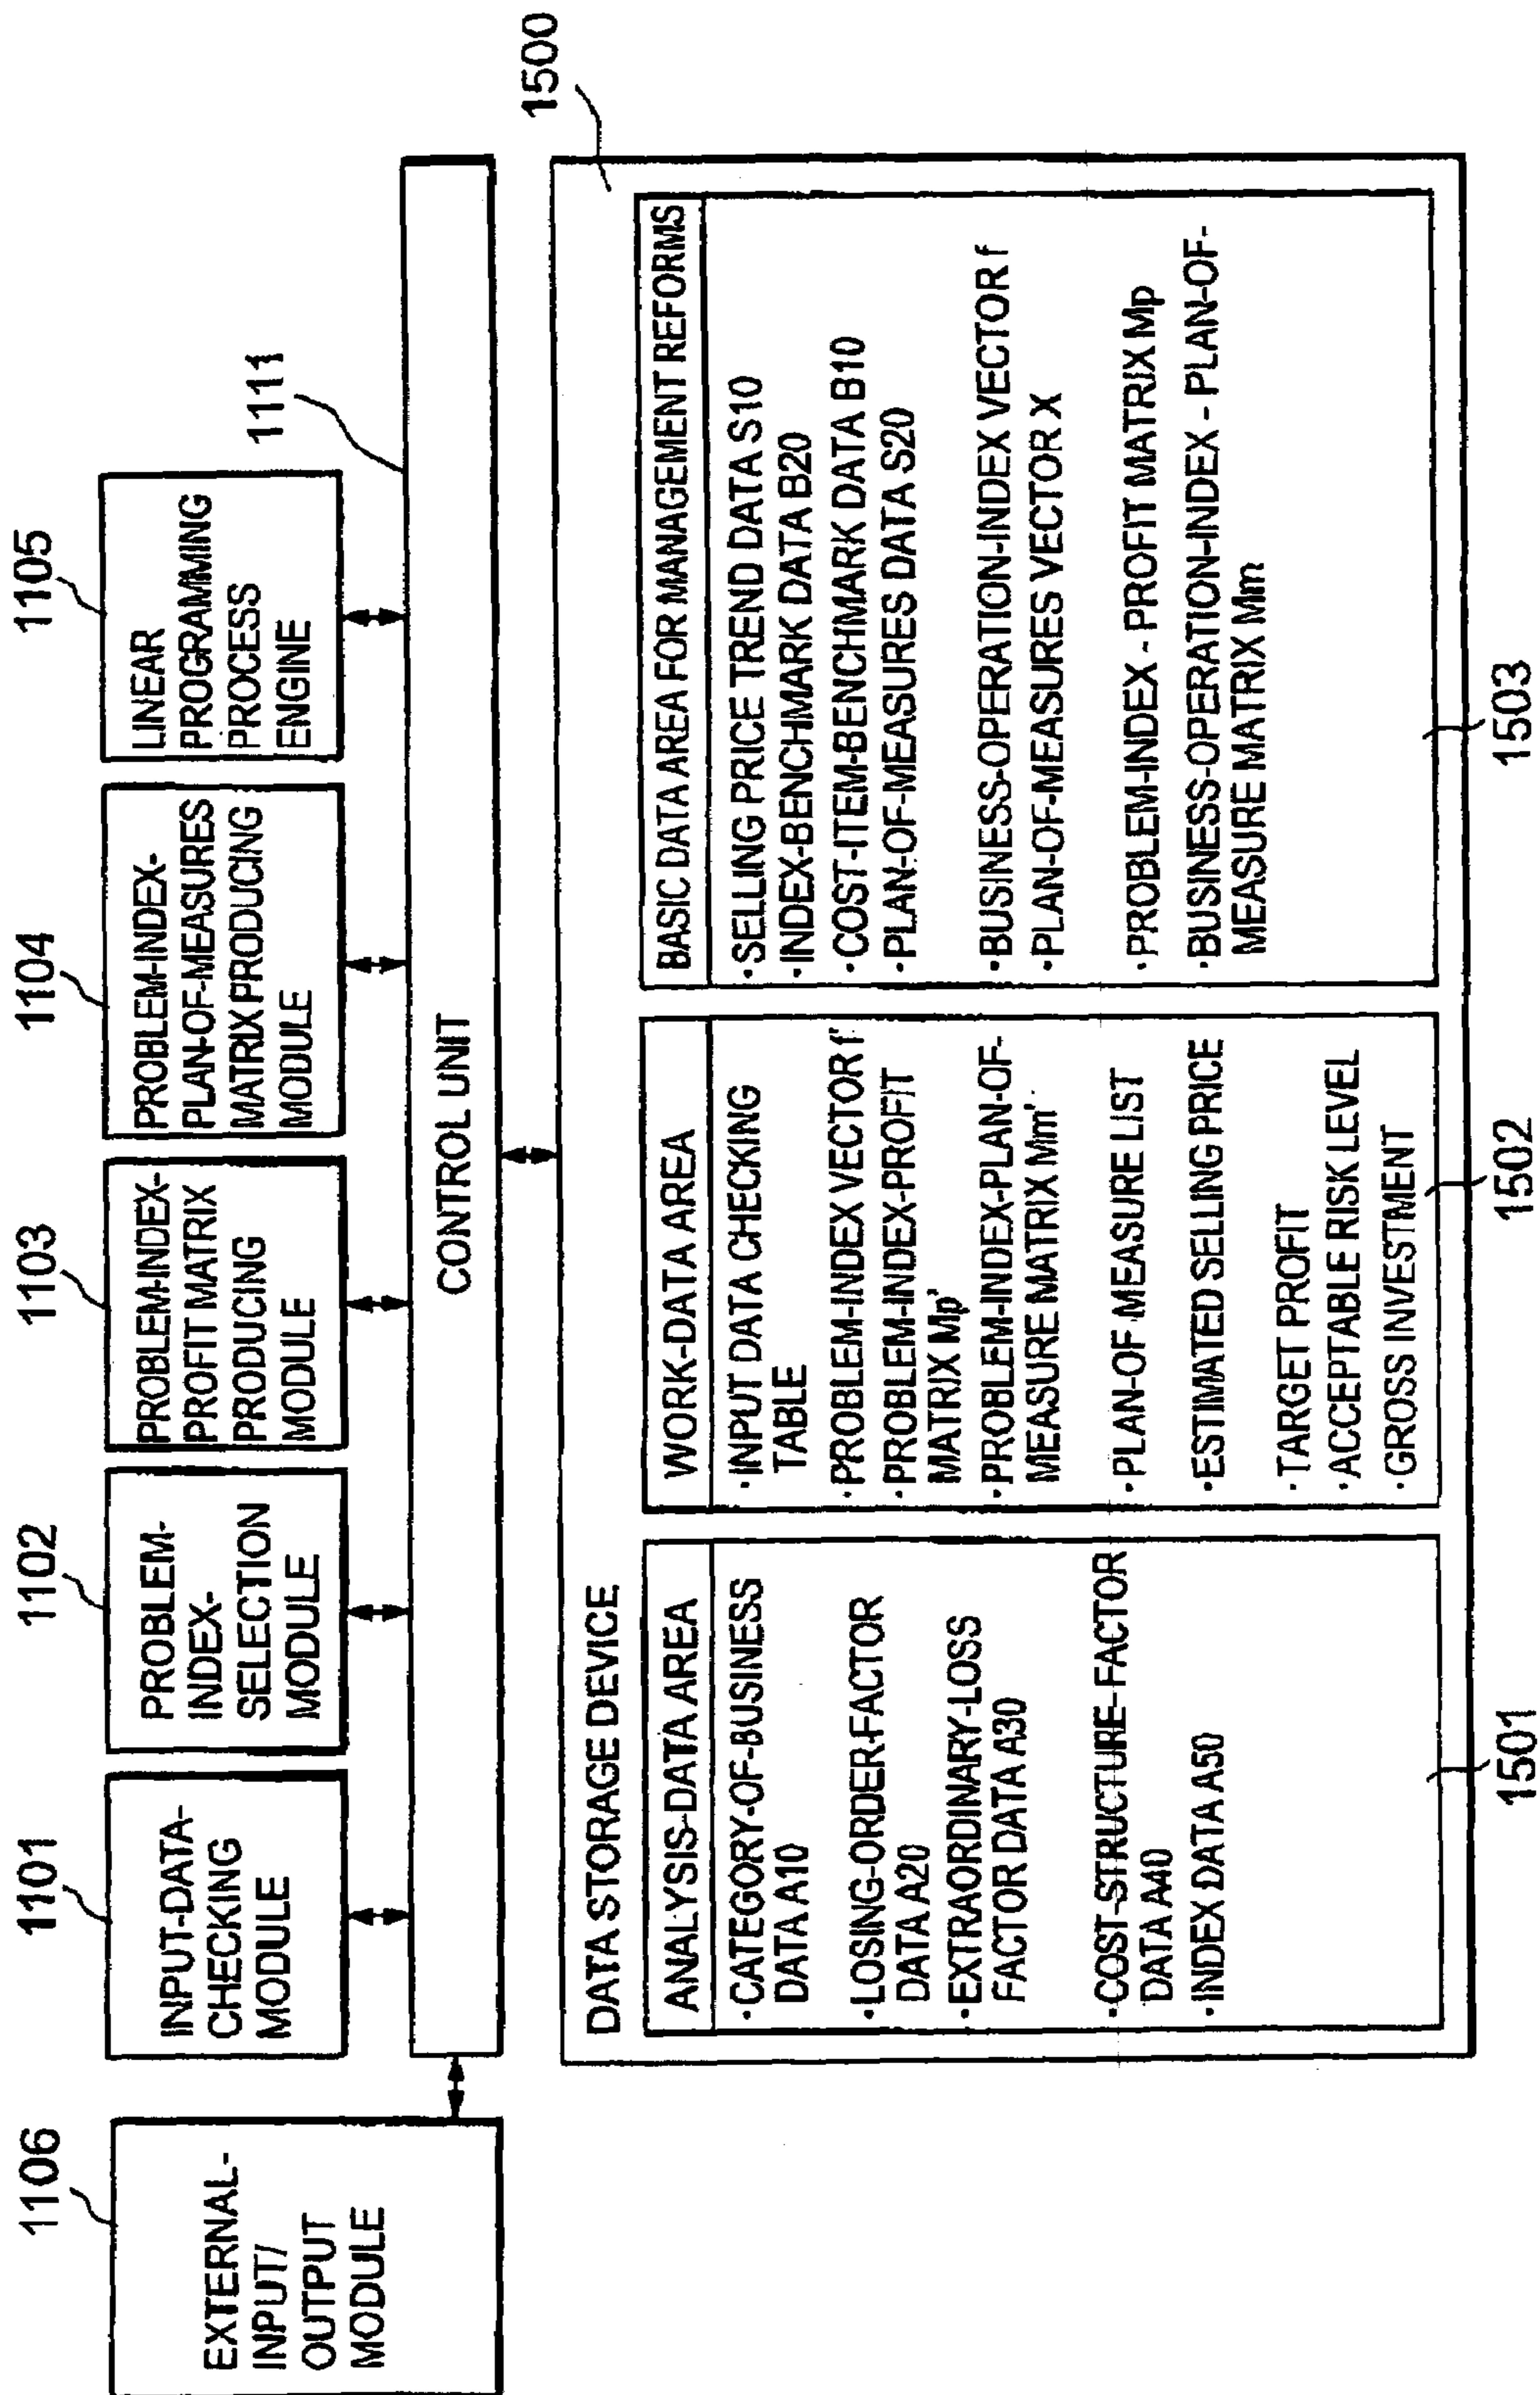 1106
EXTERNAL-
INPUT/
OUTPUT
MODULE
1101
INPUT-DATA-
CHECKING
MODULE
1102
PROBLEM-
INDEX-
SELECTION
MODULE
1103
PROBLEM-INDEX-
PROFIT MATRIX
PRODUCING
MODULE
1104
PROBLEM-INDEX-
PLAN-OF-MEASURES
MATRIX PRODUCING
MODULE
1105
LINEAR
PROGRAMMING
PROCESS
ENGINE
CONTROL UNIT
1111
1500
DATA STORAGE DEVICE
ANALYSIS-DATA AREA
·CATEGORY-OF-BUSINESS
DATA A10
·LOSING-ORDER-FACTOR
DATA A20
·EXTRAORDINARY-LOSS
FACTOR DATA A30
·COST-STRUCTURE-FACTOR
DATA A40
·INDEX DATA A50
1501
WORK-DATA AREA
·INPUT DATA CHECKING
TABLE
·PROBLEM-INDEX VECTOR f'
·PROBLEM-INDEX-PROFIT
MATRIX Mp'
·PROBLEM-INDEX-PLAN-OF-
MEASURE MATRIX Mm'
·PLAN-OF MEASURE LIST
·ESTIMATED SELLING PRICE
·TARGET PROFIT
·ACCEPTABLE RISK LEVEL
·GROSS INVESTMENT
1502
BASIC DATA AREA FOR MANAGEMENT REFORMS
·SELLING PRICE TREND DATA S10
·INDEX-BENCHMARK DATA B20
·COST-ITEM-BENCHMARK DATA B10
·PLAN-OF-MEASURES DATA S20
·BUSINESS-OPERATION-INDEX VECTOR f
·PLAN-OF-MEASURES VECTOR X
·PROBLEM-INDEX - PROFIT MATRIX Mp
·BUSINESS-OPERATION-INDEX - PLAN-OF-
MEASURE MATRIX Mm
1503